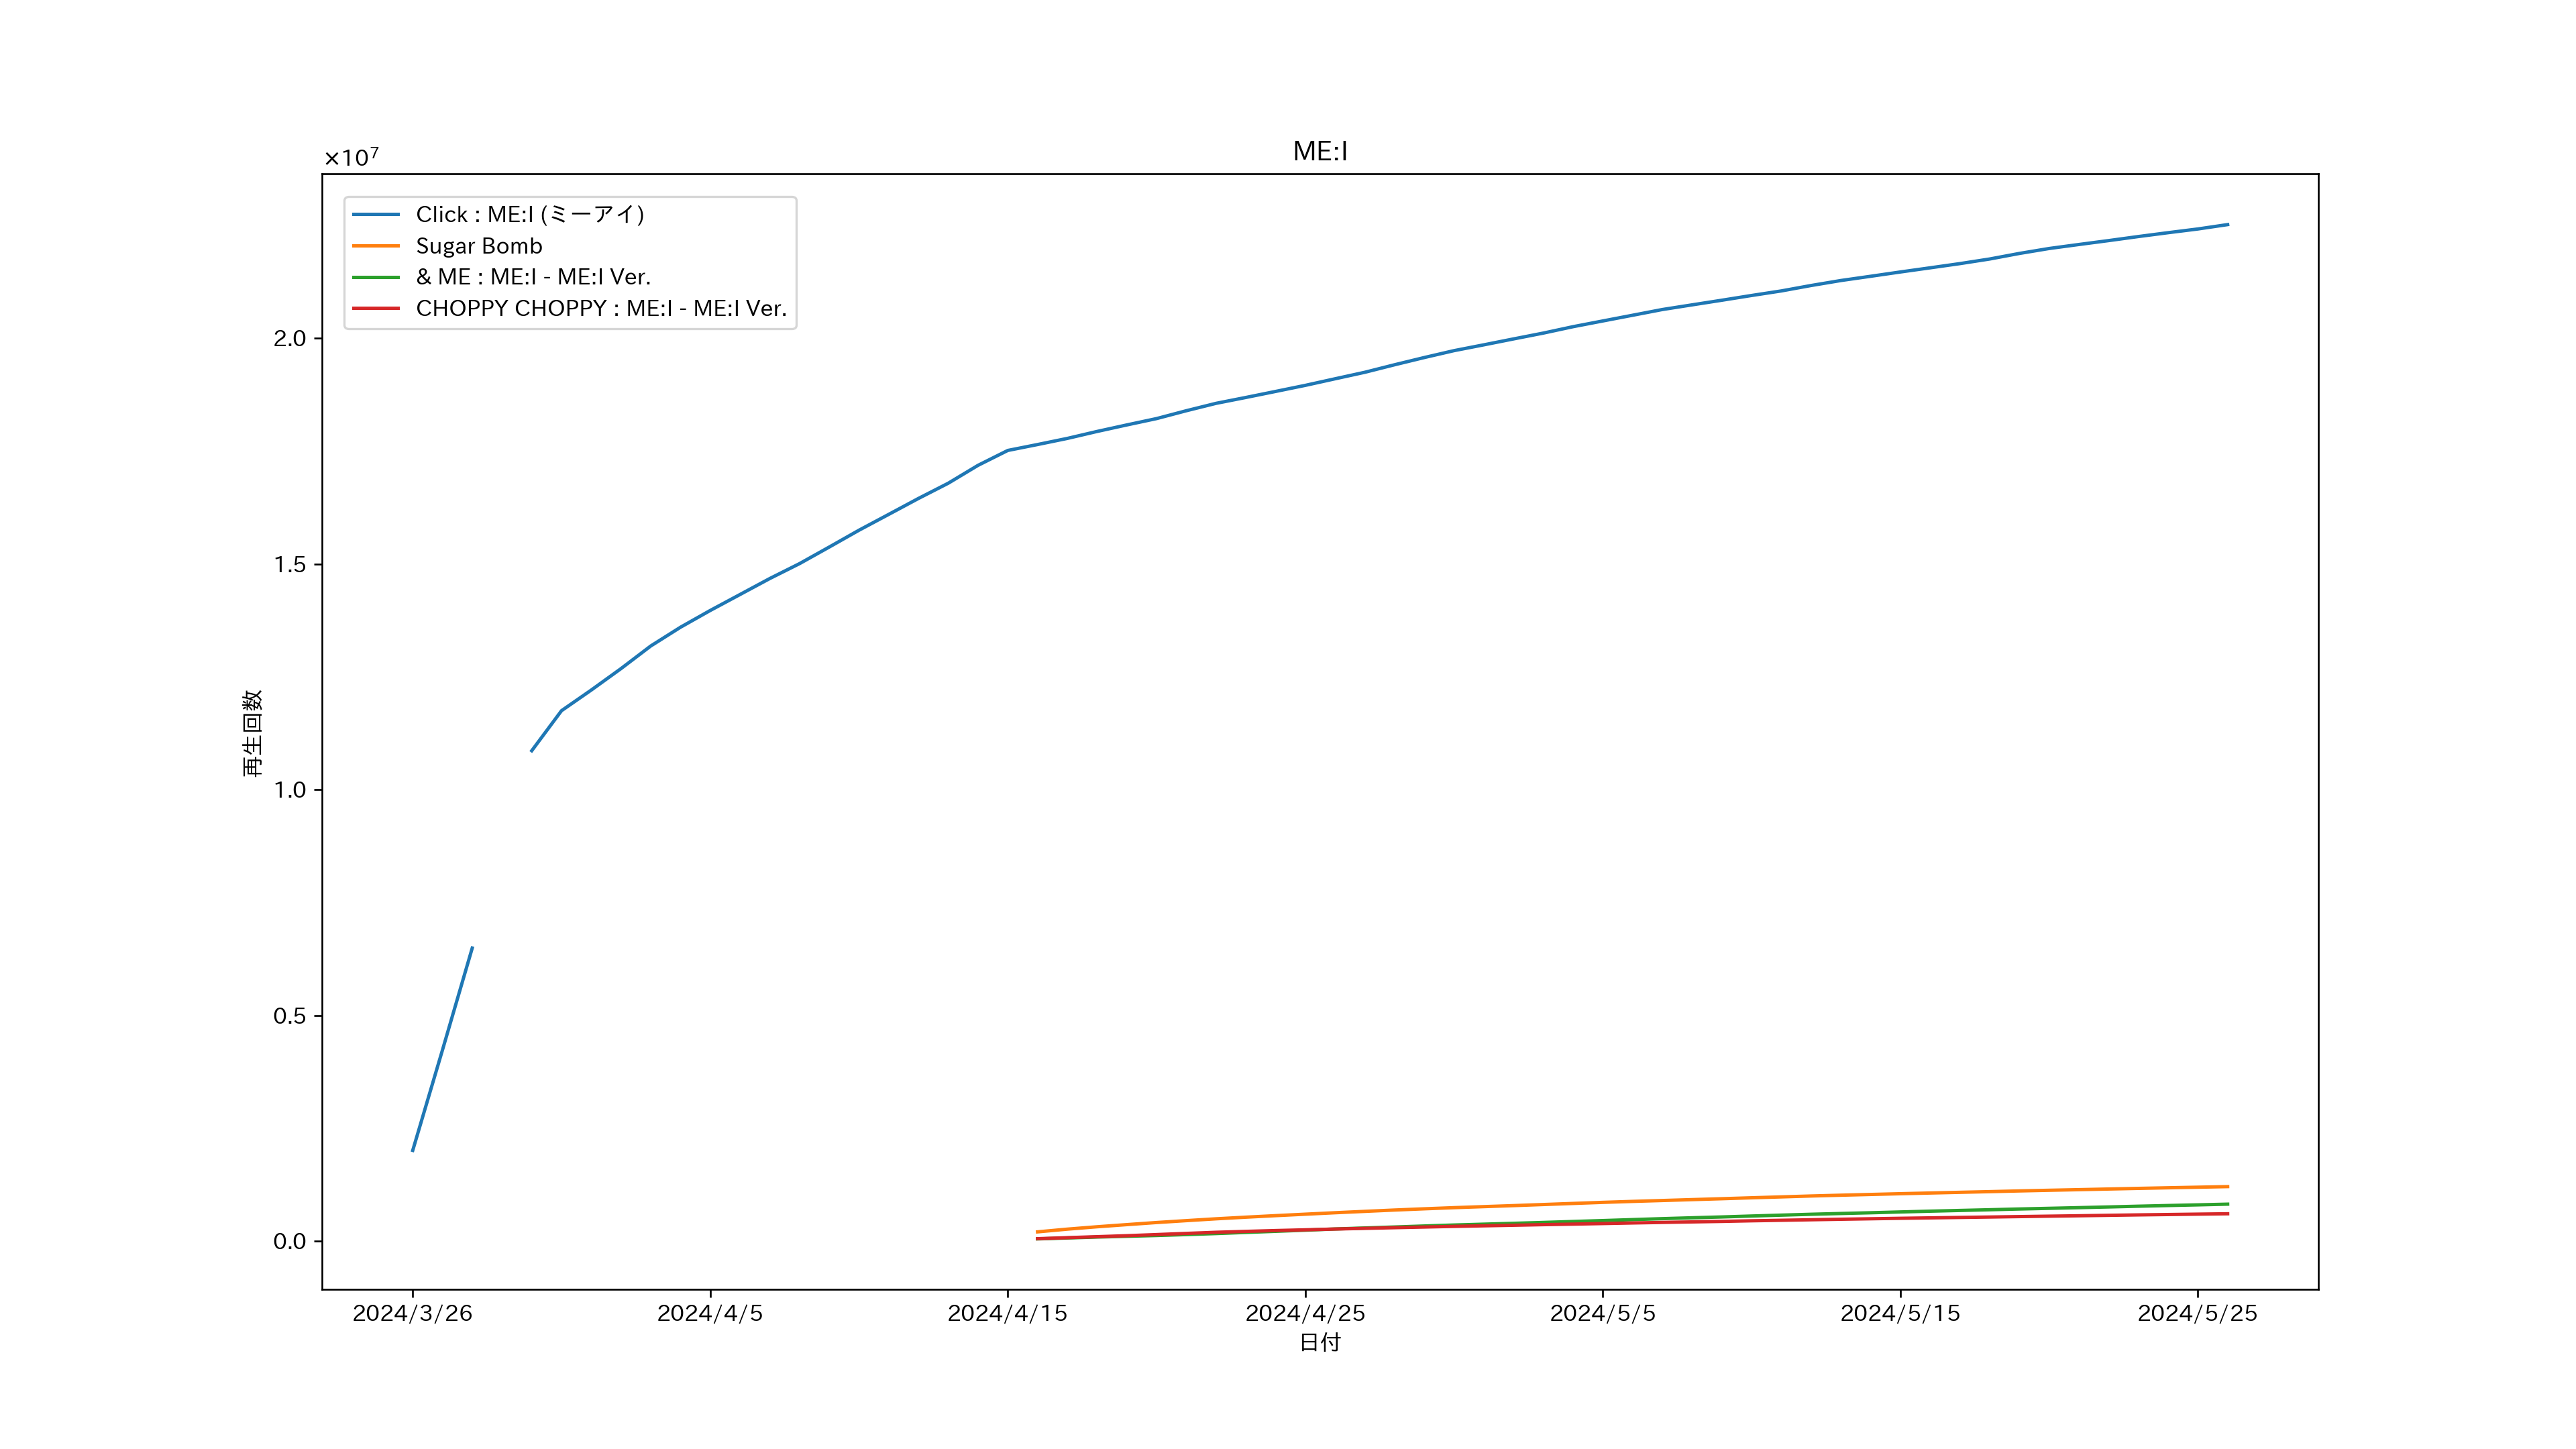 ME:I
×10⁷
Click : ME:I (ミーアイ)
Sugar Bomb
& ME : ME:I - ME:I Ver.
CHOPPY CHOPPY : ME:I - ME:I Ver.
2.0
1.5
1.0
0.5
0.0
再生回数
2024/3/26 2024/4/5 2024/4/15 2024/4/25 2024/5/5 2024/5/15 2024/5/25
日付